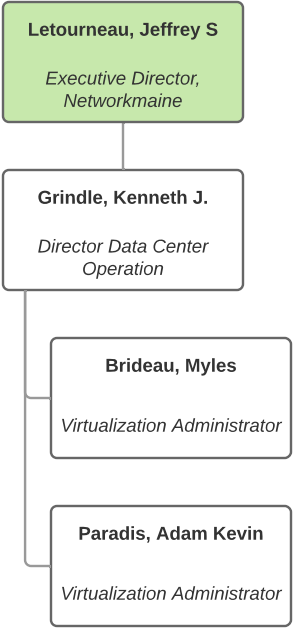 Letourneau, Jeffrey S
Executive Director,
Networkmaine
Grindle, Kenneth J.
Director Data Center
Operation
Brideau, Myles
Virtualization Administrator
Paradis, Adam Kevin
Virtualization Administrator